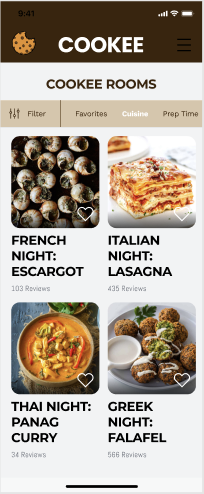 9:41
COOKEE
COOKEE ROOMS
Filter Favorites Cuisine Prep Time
FRENCH
NIGHT:
ESCARGOT
103 Reviews
ITALIAN
NIGHT:
LASAGNA
435 Reviews
THAI NIGHT:
PANAG
CURRY
34 Reviews
GREEK
NIGHT:
FALAFEL
566 Reviews